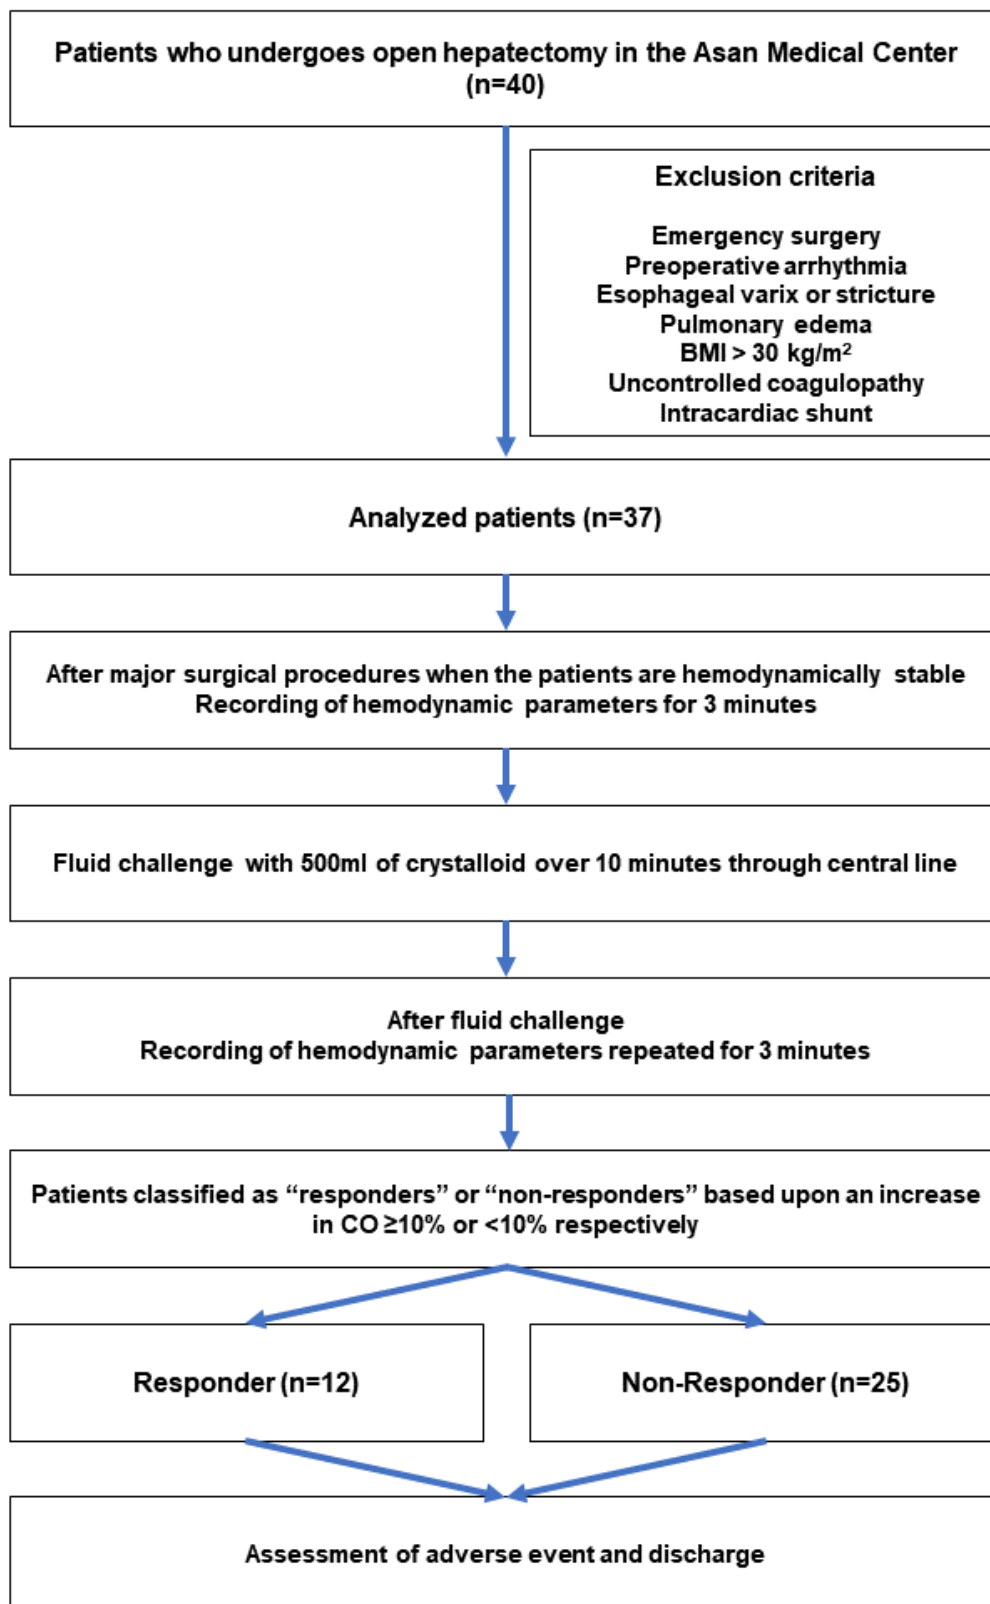 Patients who undergoes open hepatectomy in the Asan Medical Center
(n=40)
Exclusion criteria
Emergency surgery
Preoperative arrhythmia
Esophageal varix or stricture
Pulmonary edema
BMI > 30 kg/m²
Uncontrolled coagulopathy
Intracardiac shunt
Analyzed patients (n=37)
After major surgical procedures when the patients are hemodynamically stable
Recording of hemodynamic parameters for 3 minutes
Fluid challenge with 500ml of crystalloid over 10 minutes through central line
After fluid challenge
Recording of hemodynamic parameters repeated for 3 minutes
Patients classified as “responders” or “non-responders” based upon an increase
in CO ≥10% or <10% respectively
Responder (n=12)
Non-Responder (n=25)
Assessment of adverse event and discharge